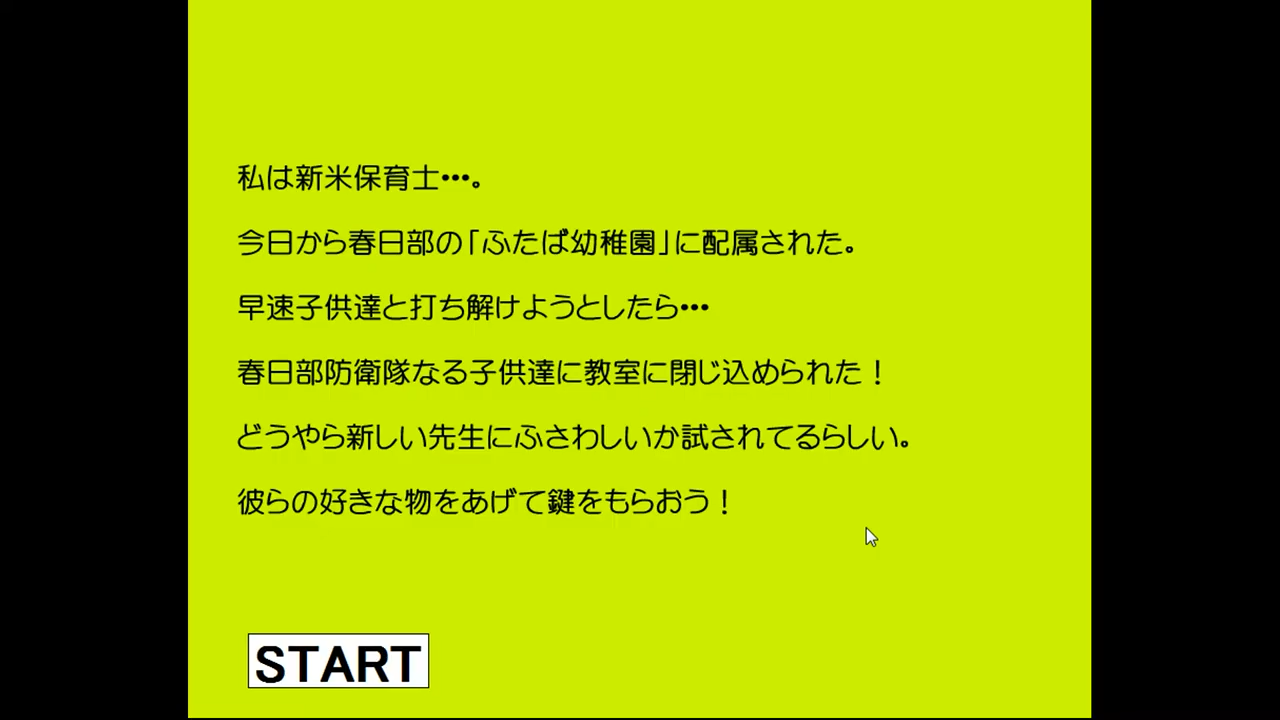 私は新米保育士･･･。
今日から春日部の｢ふたば幼稚園｣に配属された。
早速子供達と打ち解けようとしたら･･･
春日部防衛隊なる子供達に教室に閉じ込められた！
どうやら新しい先生にふさわしいか試されてるらしい。
彼らの好きな物をあげて鍵をもらおう！
START